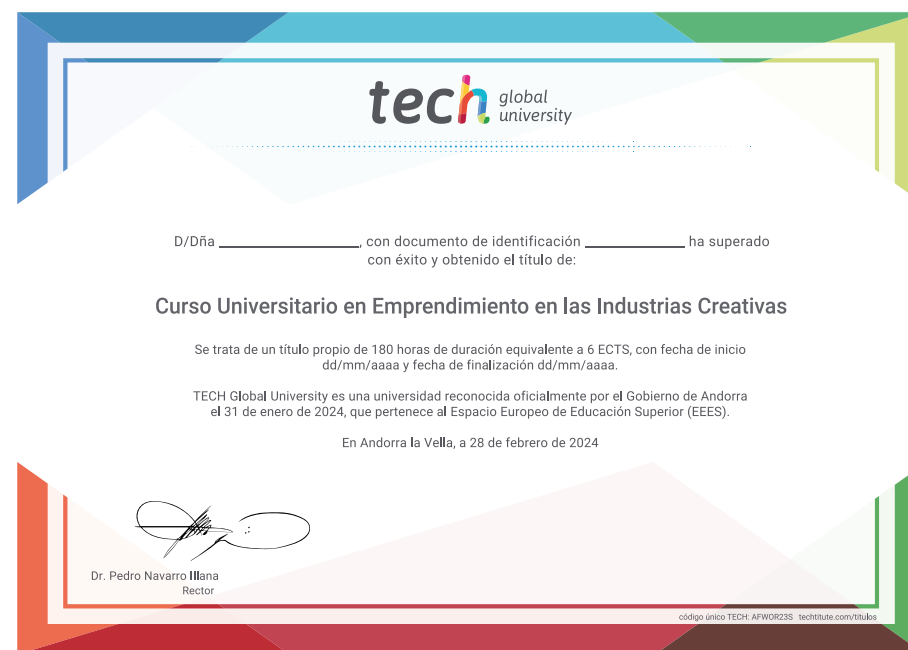 tech global university
D/Dña ____________________, con documento de identificación ______________ ha superado
con éxito y obtenido el título de:
Curso Universitario en Emprendimiento en las Industrias Creativas
Se trata de un título propio de 180 horas de duración equivalente a 6 ECTS, con fecha de inicio
dd/mm/aaaa y fecha de finalización dd/mm/aaaa.
TECH Global University es una universidad reconocida oficialmente por el Gobierno de Andorra
el 31 de enero de 2024, que pertenece al Espacio Europeo de Educación Superior (EEES).
En Andorra la Vella, a 28 de febrero de 2024
Dr. Pedro Navarro Illana
Rector
código único TECH: AFWOR23S techtitute.com/titulos